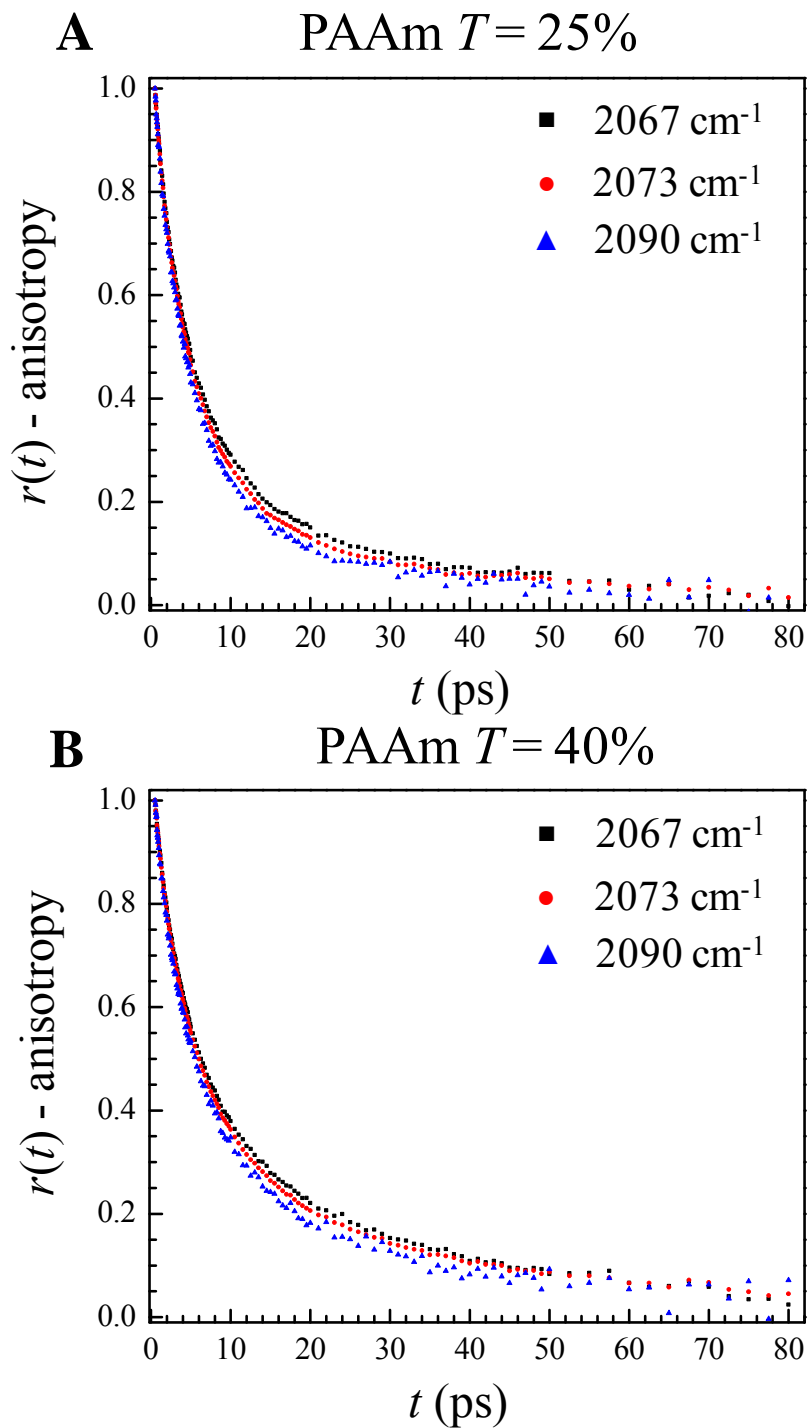 A PAAm T = 25%
1.0
0.8
0.6
0.4
0.2
0.0
r(t) - anisotropy
2067 cm-1
2073 cm-1
2090 cm-1
0 10 20 30 40 50 60 70 80
t (ps)
B PAAm T = 40%
1.0
0.8
0.6
0.4
0.2
0.0
r(t) - anisotropy
2067 cm-1
2073 cm-1
2090 cm-1
0 10 20 30 40 50 60 70 80
t (ps)